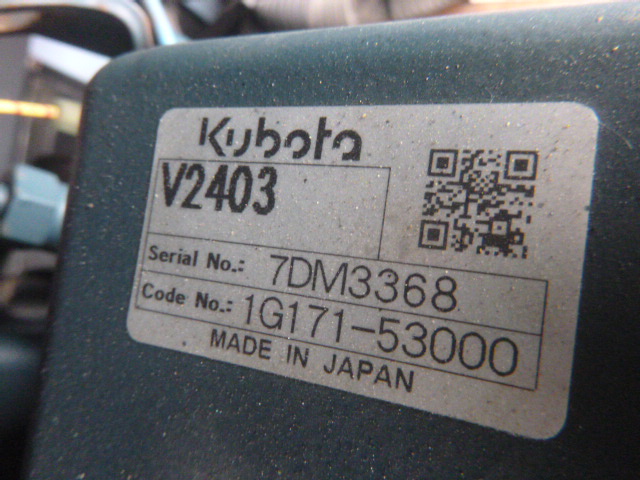 Kubota
V2403
Serial No.: 7DM3368
Code No.: 1G171-53000
MADE IN JAPAN